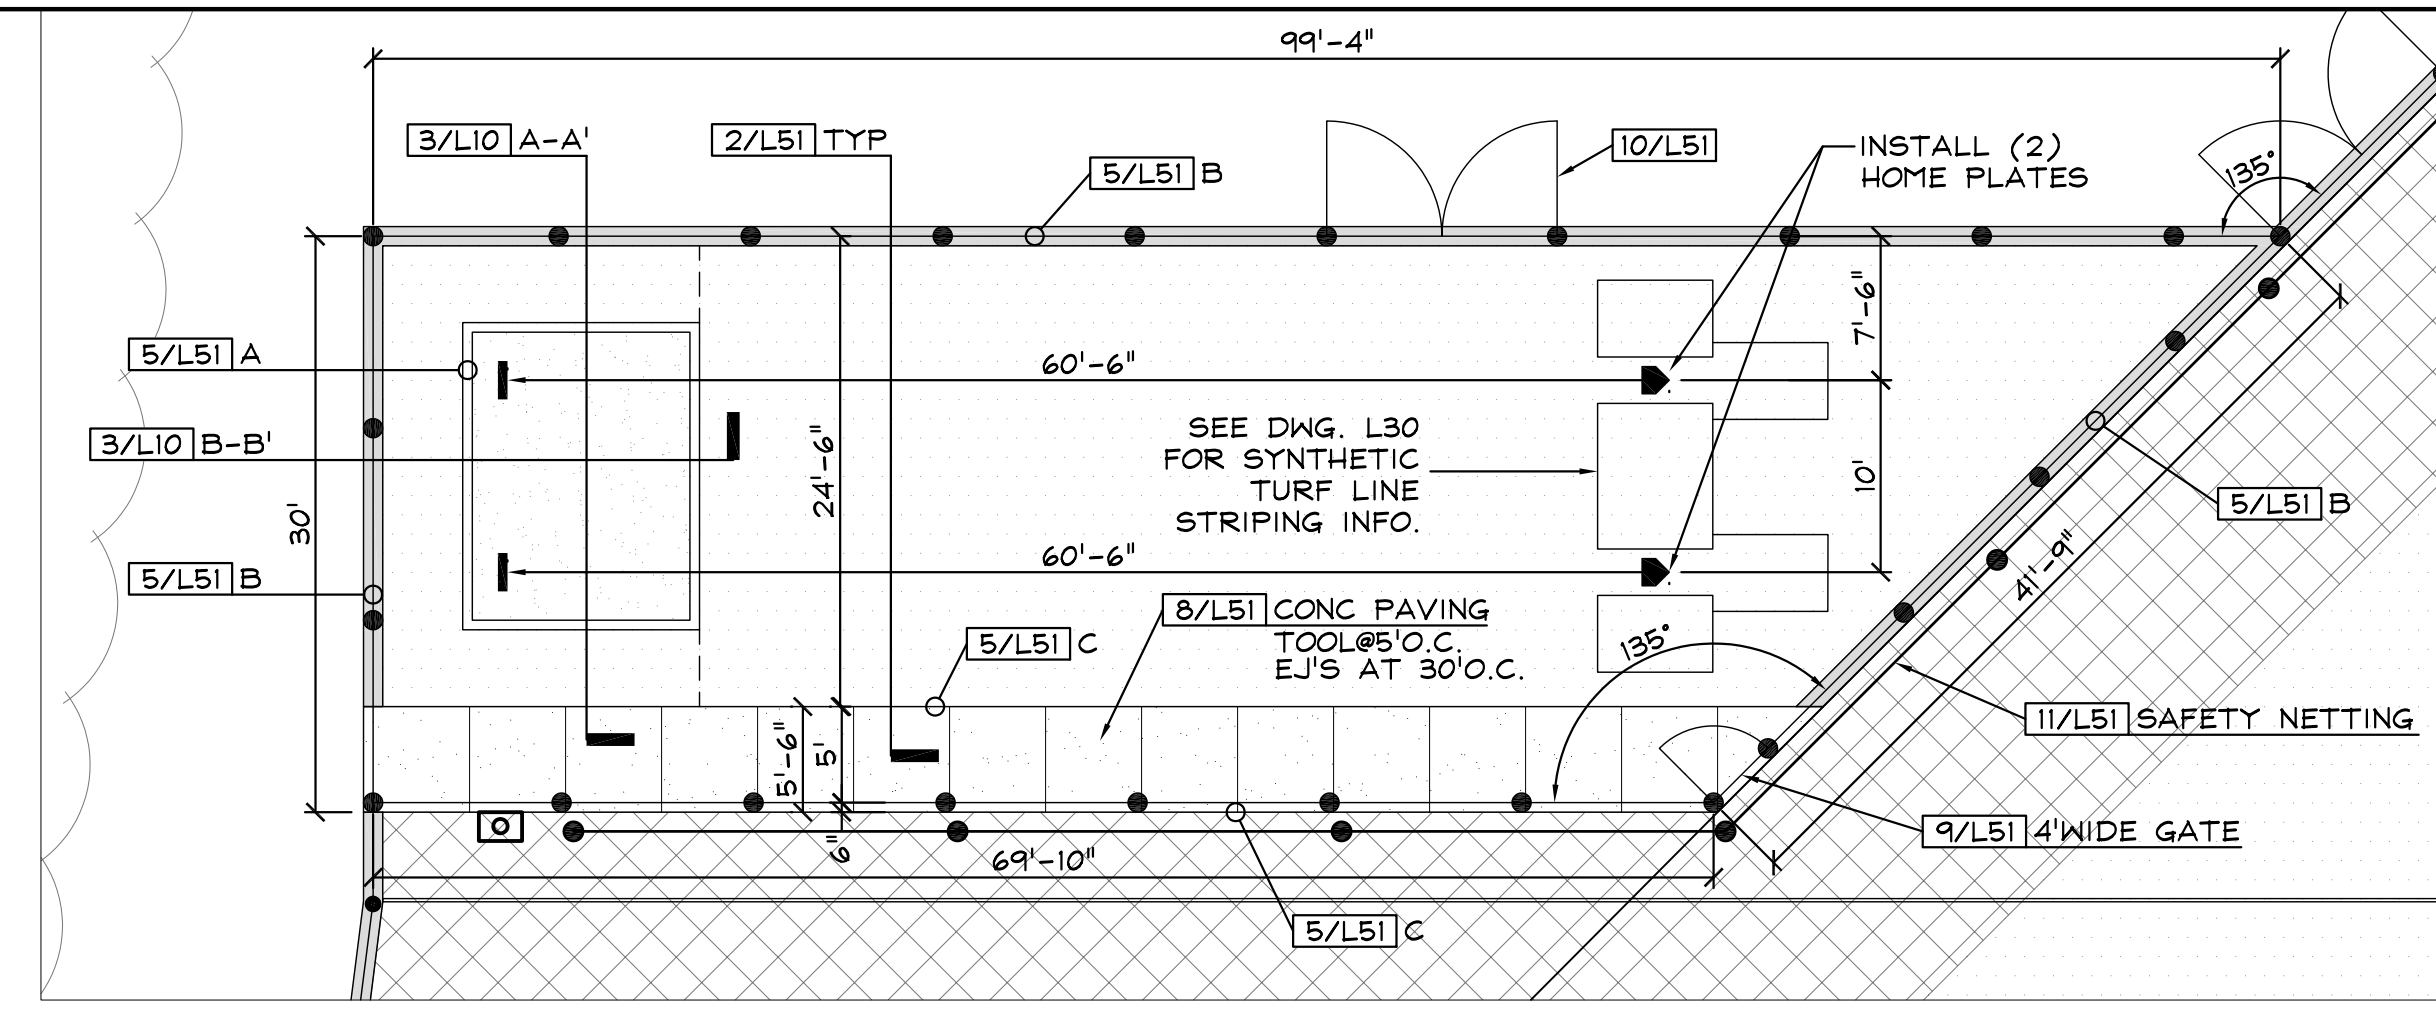 99'-4"
3/L10 A-A'
2/L51 TYP
5/L51 B
10/L51
INSTALL (2)
HOME PLATES
135°
7'-6"
5/L51 A
60'-6"
3/L10 B-B'
24'-6"
SEE DWG. L30
FOR SYNTHETIC
TURF LINE
STRIPING INFO.
10'
5/L51 B
30'
60'-6"
41'-9"
5/L51 B
8/L51 CONC PAVING
TOOL@5'O.C.
EJ'S AT 30'O.C.
5/L51 C
135°
11/L51 SAFETY NETTING
5'-6"
5'
6"
9/L51 4'WIDE GATE
69'-10"
5/L51 C